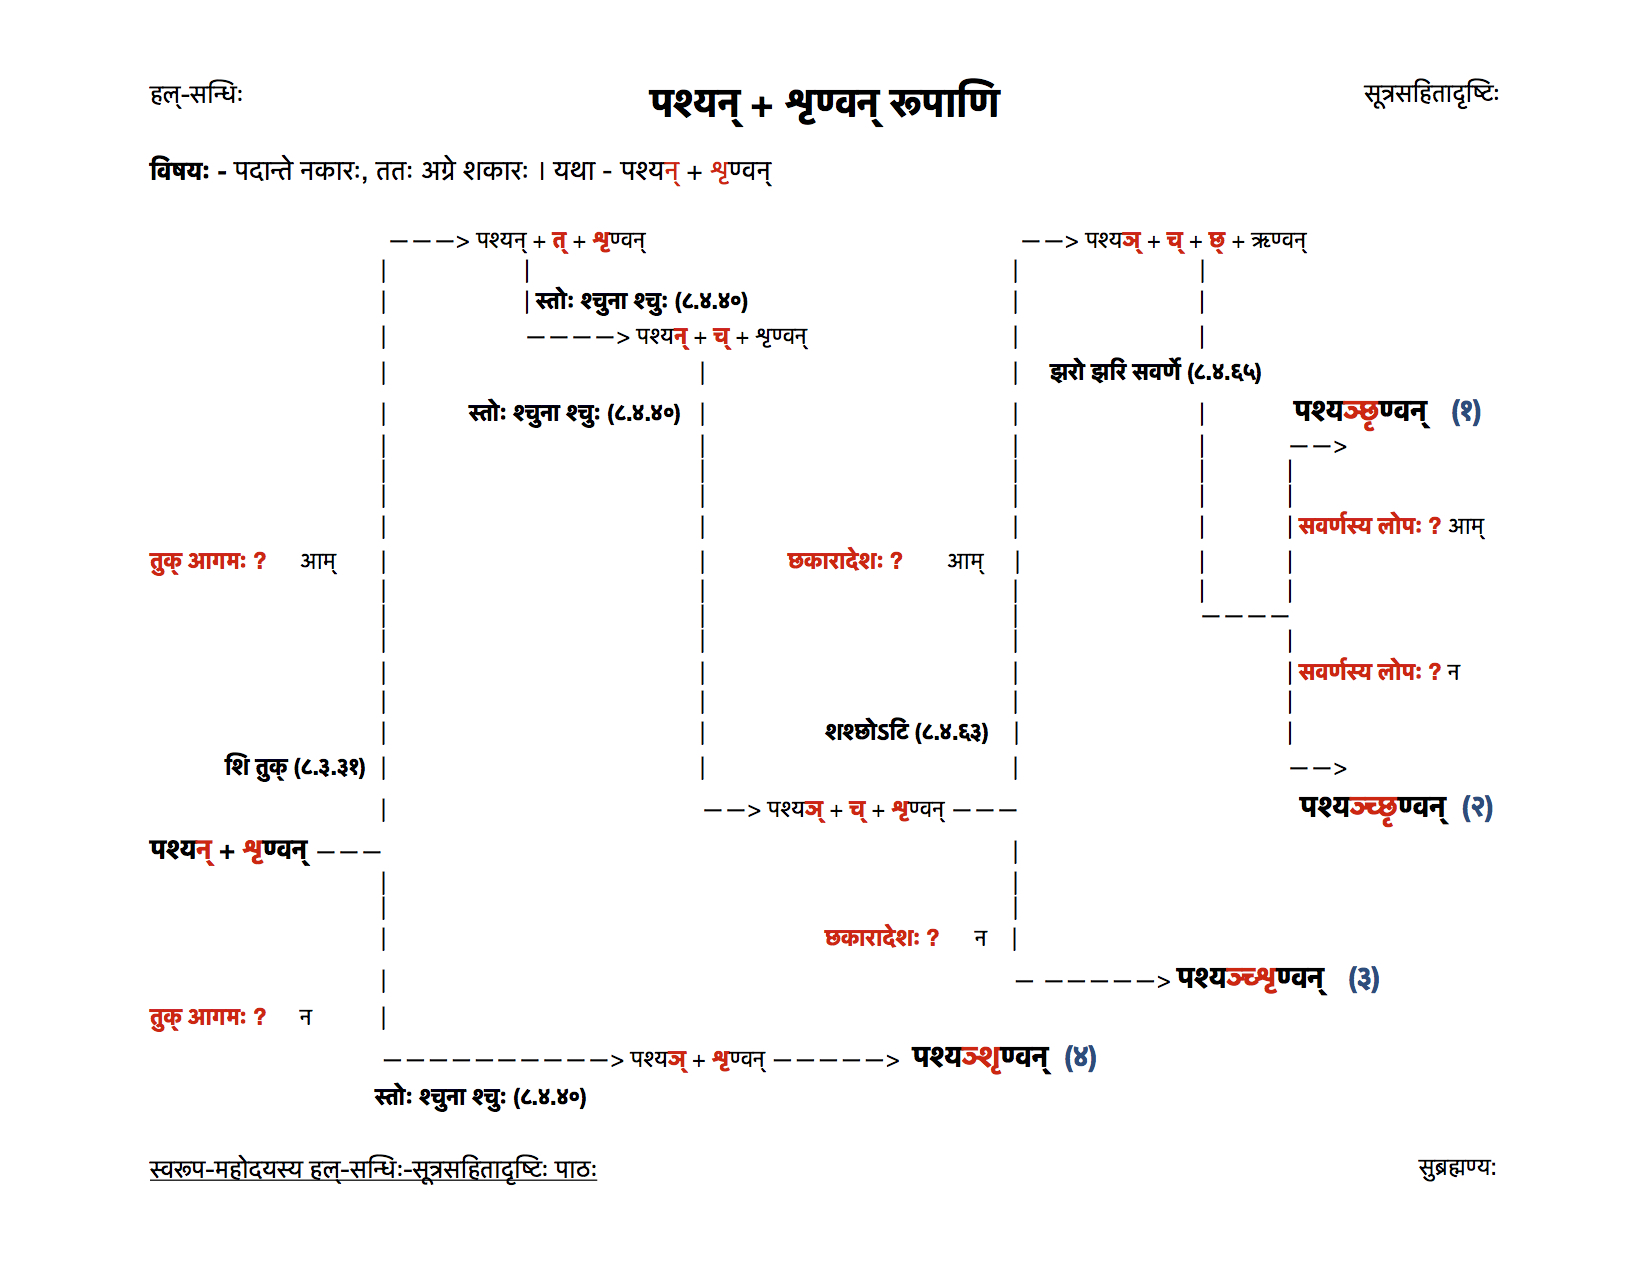 हल्-सन्धिः
पश्यन् + शृण्वन् रूपाणि
सूत्रसहितादृष्टिः
विषयः - पदान्ते नकारः, ततः अग्रे शकारः । यथा - पश्यन् + शृण्वन्
———> पश्यन् + त् + शृण्वन्
——> पश्यञ् + च् + छ् + ऋण्वन्
स्तोः श्चुना श्चुः (८.४.४०)
————> पश्यन् + च् + शृण्वन्
झरो झरि सवर्णे (८.४.६५)
स्तोः श्चुना श्चुः (८.४.४०)
पश्यञ्छृण्वन् (१)
——>
सवर्णस्य लोपः ? आम्
तुक् आगमः ? आम्
छकारादेशः ? आम्
————
सवर्णस्य लोपः ? न
शश्छोऽटि (८.४.६३)
शि तुक् (८.३.३१)
——>
——> पश्यञ् + च् + शृण्वन् ———
पश्यञ्च्छृण्वन् (२)
पश्यन् + शृण्वन् ———
छकारादेशः ? न
— —————> पश्यञ्च्शृण्वन् (३)
तुक् आगमः ? न
——————————> पश्यञ् + शृण्वन् —————> पश्यञ्शृण्वन् (४)
स्तोः श्चुना श्चुः (८.४.४०)
स्वरूप-महोदयस्य हल्-सन्धिः-सूत्रसहितादृष्टिः पाठः
सुब्रह्मण्य: